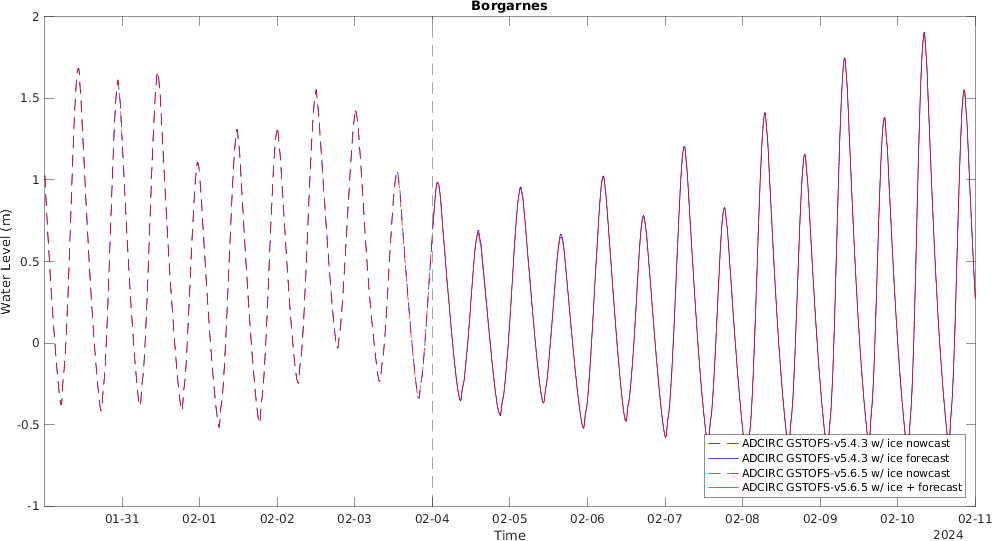 Borgarnes
2
1.5
1
0.5
0
-0.5
-1
Water Level (m)
01-31
02-01
02-02
02-03
02-04
02-05
02-06
02-07
02-08
02-09
02-10
02-11
Time
2024
ADCIRC GSTOFS-v5.4.3 w/ ice nowcast
ADCIRC GSTOFS-v5.4.3 w/ ice forecast
ADCIRC GSTOFS-v5.6.5 w/ ice nowcast
ADCIRC GSTOFS-v5.6.5 w/ ice + forecast